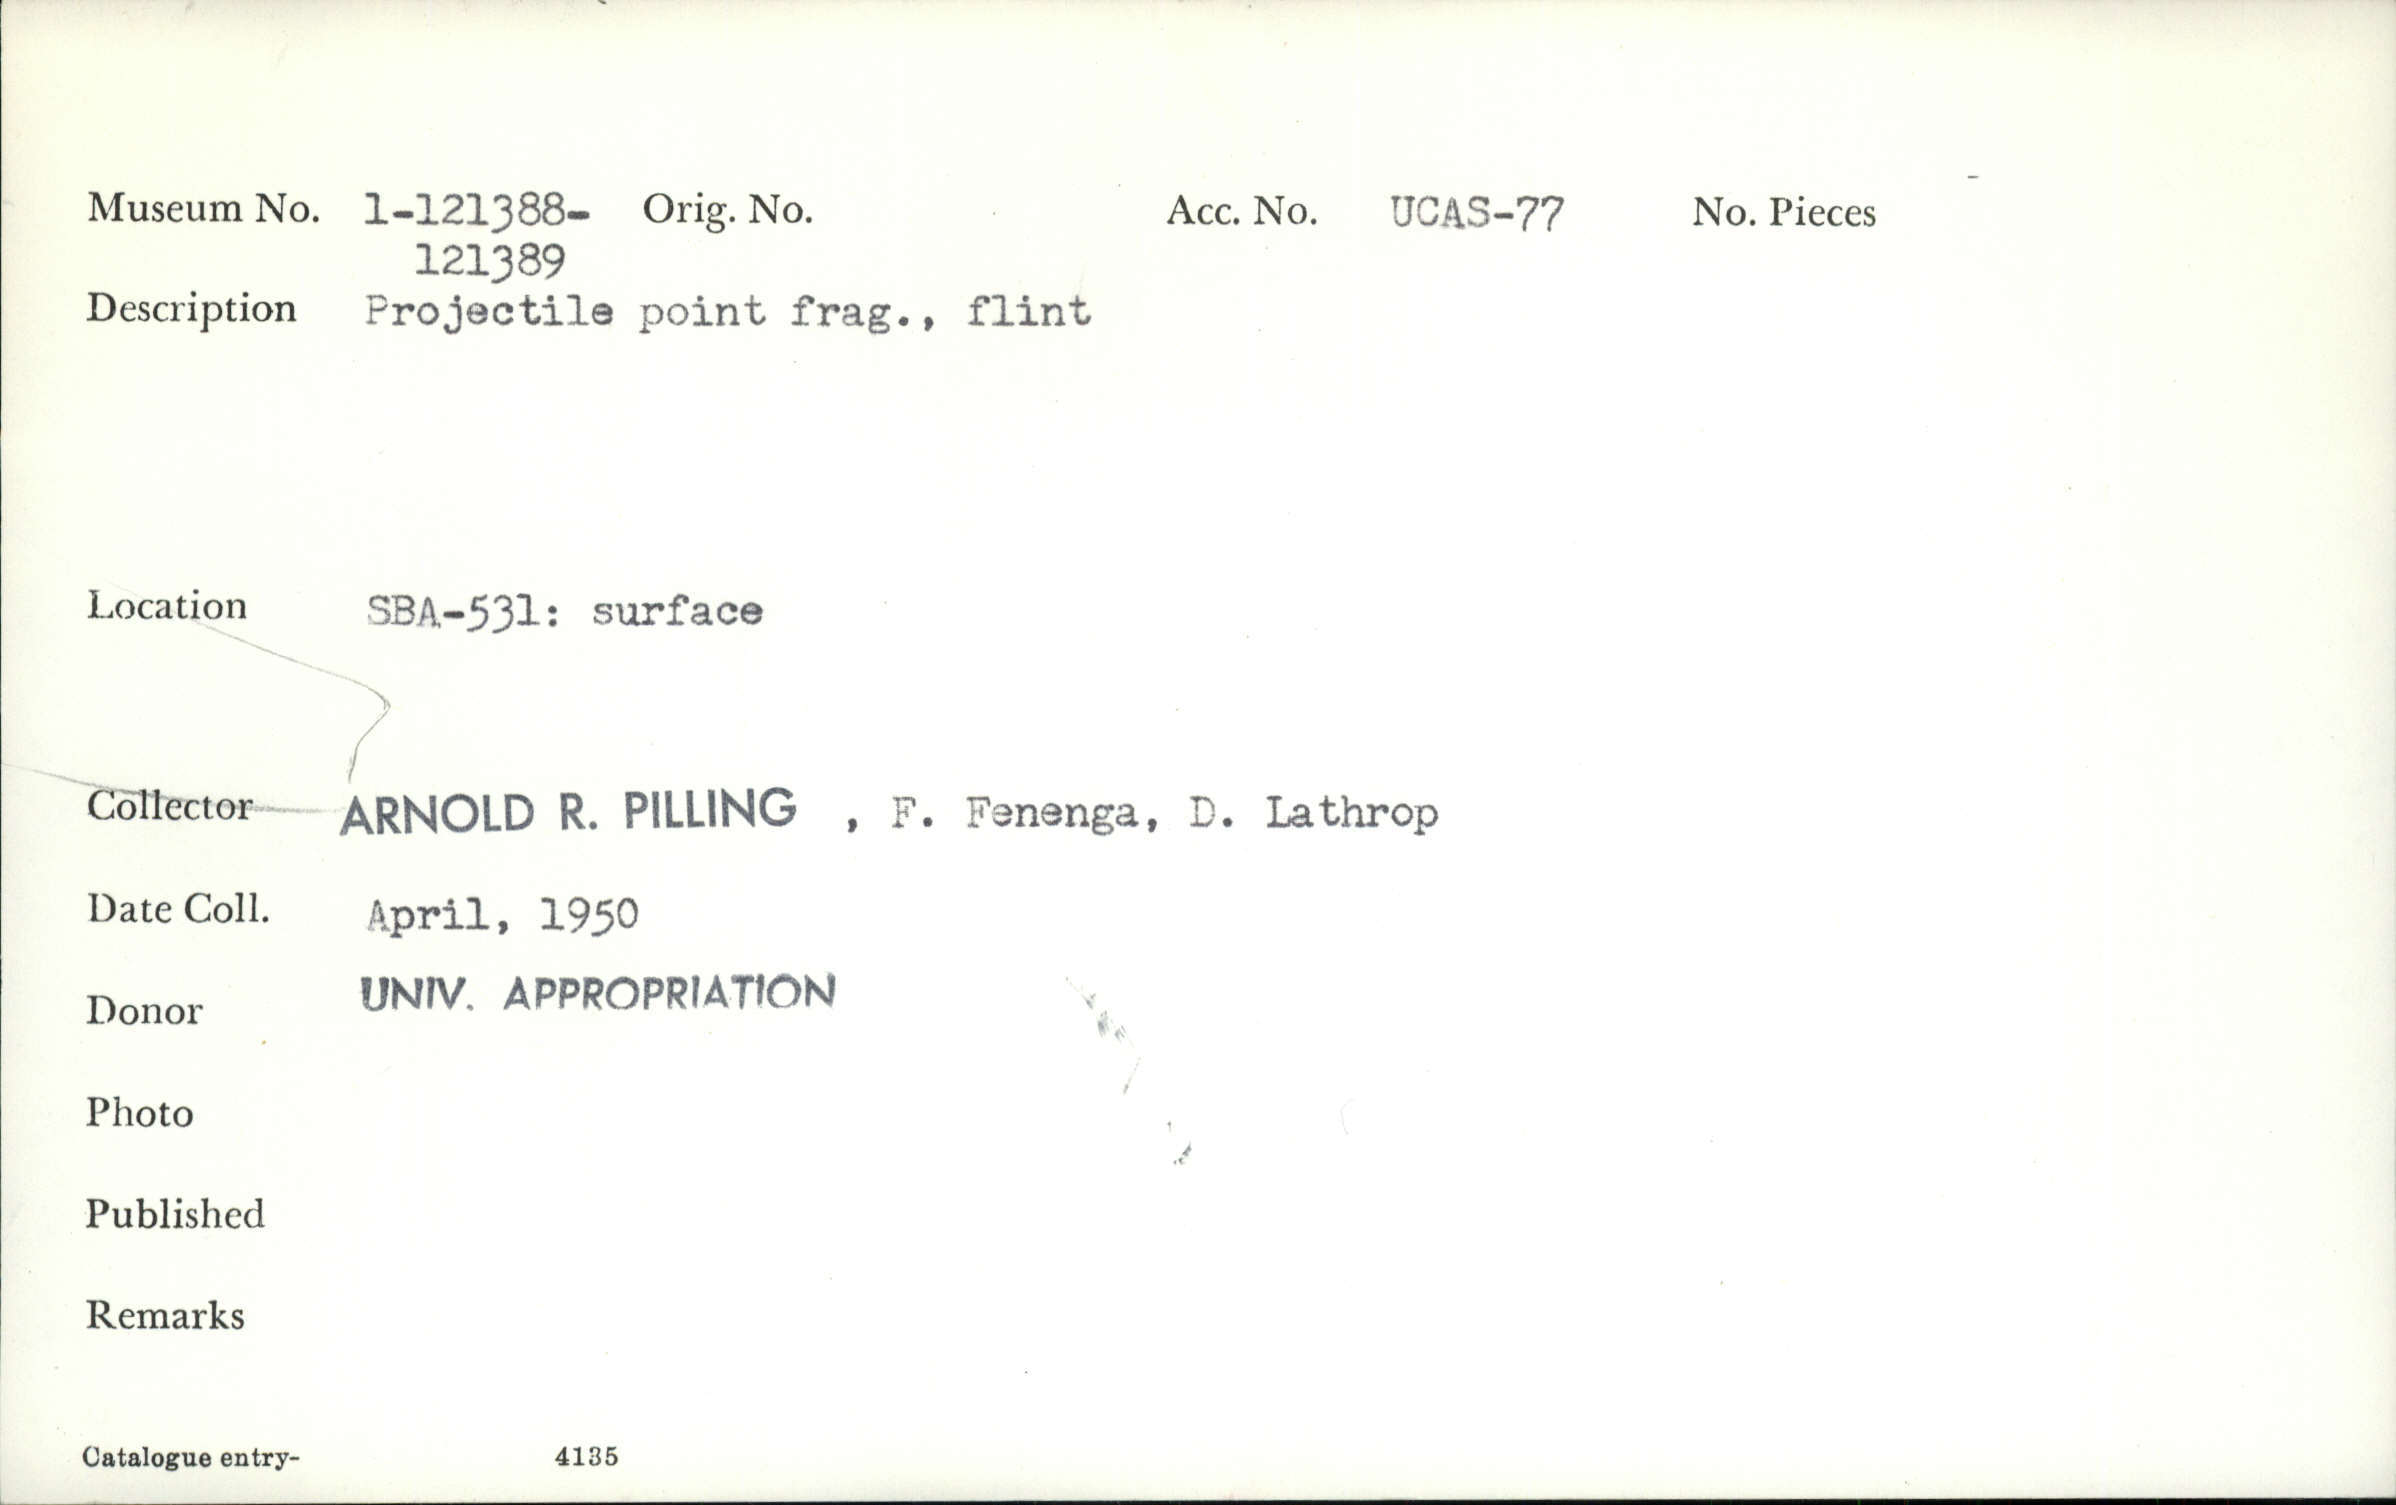 Museum No. 1-121388- Orig. No. Acc. No. UCAS-77 No. Pieces
121389
Description Projectile point frag., flint
Location SBA-531: surface
Collector ARNOLD R. PILLING , F. Fenenga, D. Lathrop
Date Coll. April, 1950
Donor UNIV. APPROPRIATION
Photo
Published
Remarks
Catalogue entry- 4135